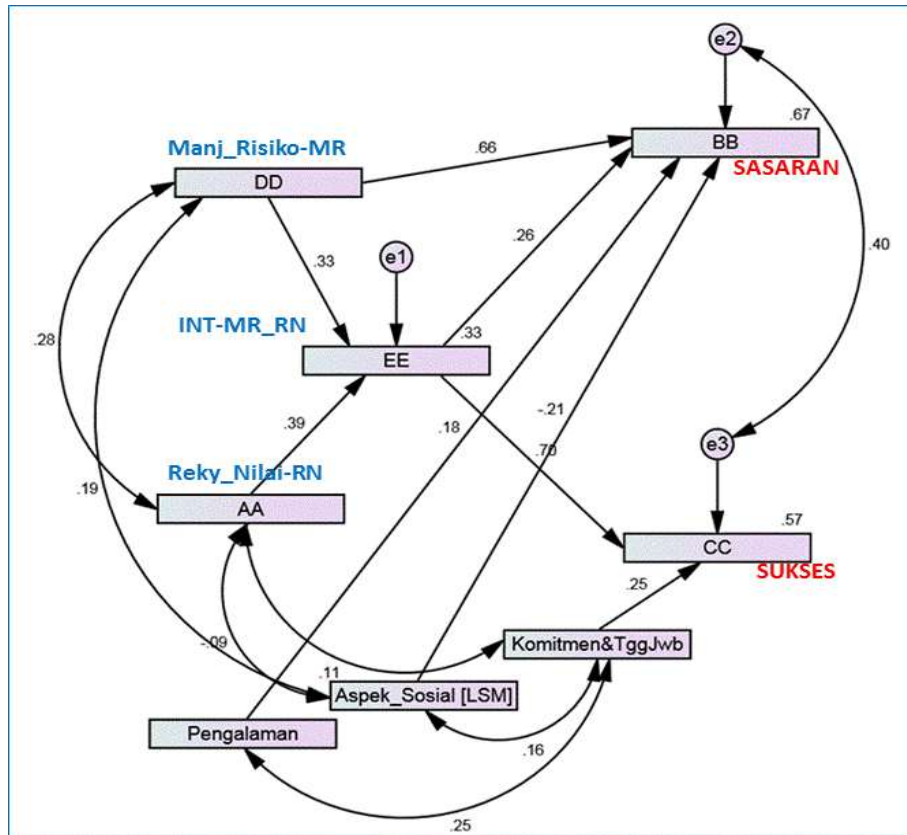 e2
.67
BB
SASARAN
Manj_Risiko-MR
DD
.66
.26
.40
.33
e1
INT-MR_RN
.33
EE
.28
.39
.18
-.21
.70
e3
Reky_Nilai-RN
AA
.19
.57
CC
SUKSES
.25
-.09
Komitmen&TggJwb
.11
Aspek_Sosial [LSM]
Pengalaman
.16
.25